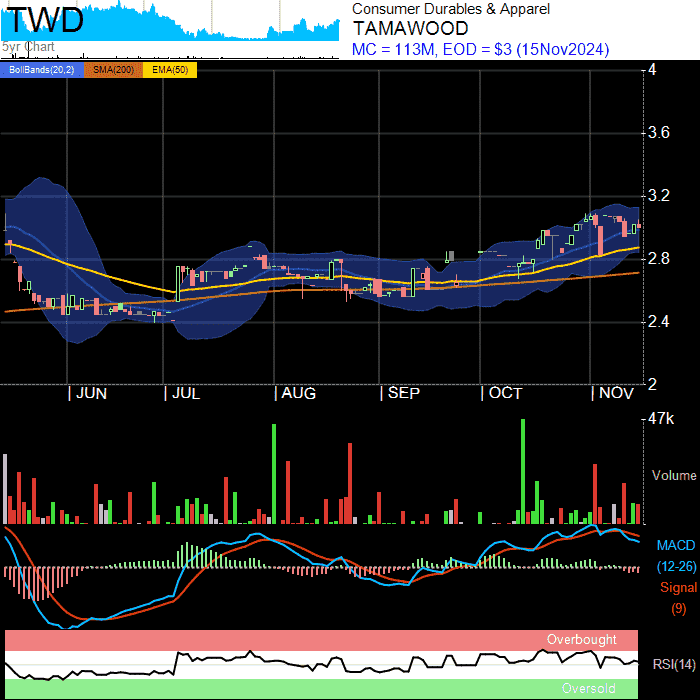 TWD
5yr Chart
Consumer Durables & Apparel
TAMAWOOD
MC = 113M, EOD = $3 (15Nov2024)
BollBands(20,2) SMA(200) EMA(50)
4
3.6
3.2
2.8
2.4
2
| JUN | JUL | AUG | SEP | OCT | NOV
47k
Volume
MACD
(12-26)
Signal
(9)
Overbought
RSI(14)
Oversold